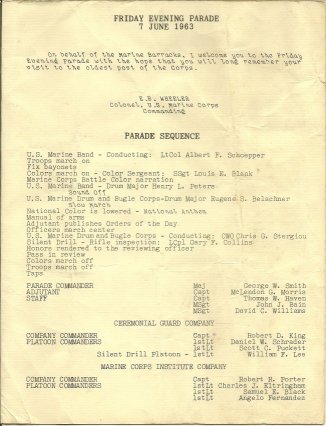 FRIDAY EVENING PARADE
7 JUNE 1963
On behalf of the Marine Barracks, I welcome you to the Friday
Evening Parade with the hope that you will long remember your
visit to the oldest post of the Corps.
E.B. WHEELER
Colonel, U.S. Marine Corps
Commanding
PARADE SEQUENCE
U.S. Marine Band - Conducting: LtCol Albert F. Schoepper
Troops march on
Fix bayonets
Colors march on - Color Sergeant: SSgt Louis E. Blank
Marine Corps Battle Color narration
U.S. Marine Band - Drum Major Henry L. Peters
Sound Off
U.S. Marine Drum and Bugle Corps-Drum Major Eugene S. Belschner
Slow March
National Color is lowered - National Anthem
Manual of arms
Adjutant publishes Orders of the Day
Officers march center
U.S. Marine Drum and Bugle Corps - Conducting: CWO Chris G. Stergiou
Silent Drill - Rifle inspection: LCpl Gary F. Collins
Honors rendered to the reviewing officer
Pass in review
Colors march off
Troops march off
Taps
PARADE COMMANDER Maj George W. Smith
ADJUTANT Capt McLendon G. Morris
STAFF Capt Thomas W. Haven
MSgt John J. Bain
MSgt David C. Williams
CEREMONIAL GUARD COMPANY
COMPANY COMMANDER Capt Robert D. King
PLATOON COMMANDERS 1stLt Daniel W. Schrader
1stLt Scott C. Puckett
Silent Drill Platoon - 1stLt William F. Lee
MARINE CORPS INSTITUTE COMPANY
COMPANY COMMANDER Capt Robert R. Porter
PLATOON COMMANDERS 1stLt Charles J. Eltringham
1stLt Samuel E. Black
1stLt Angelo Fernandez